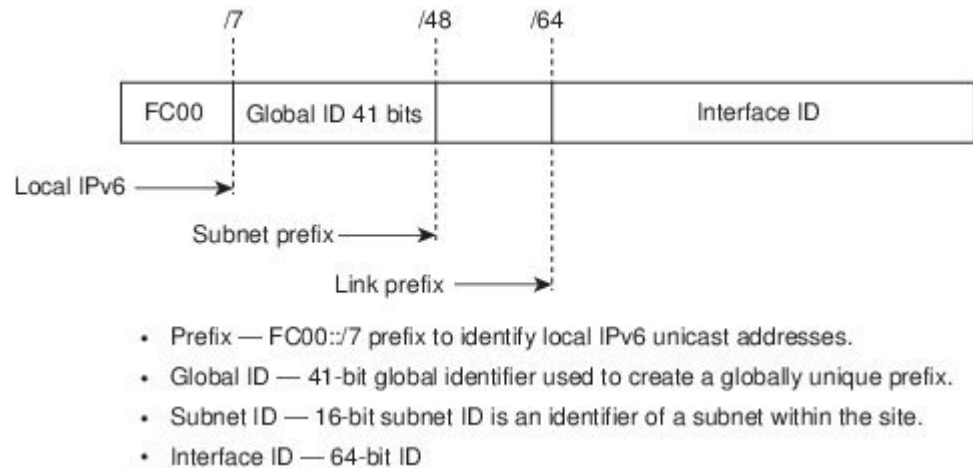 /7 /48 /64
FC00 Global ID 41 bits Interface ID
Local IPv6
Subnet prefix
Link prefix
• Prefix — FC00::/7 prefix to identify local IPv6 unicast addresses.
• Global ID — 41-bit global identifier used to create a globally unique prefix.
• Subnet ID — 16-bit subnet ID is an identifier of a subnet within the site.
• Interface ID — 64-bit ID